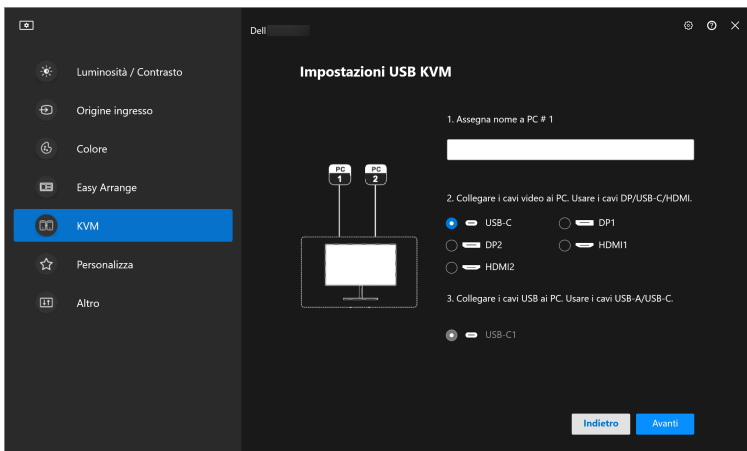 Dell
Luminosità / Contrasto
Origine ingresso
Colore
Easy Arrange
KVM
Personalizza
Altro
Impostazioni USB KVM
PC
1
PC
2
1. Assegna nome a PC # 1
2. Collegare i cavi video ai PC. Usare i cavi DP/USB-C/HDMI.
USB-C
DP1
DP2
HDMI1
HDMI2
3. Collegare i cavi USB ai PC. Usare i cavi USB-A/USB-C.
USB-C1
Indietro
Avanti